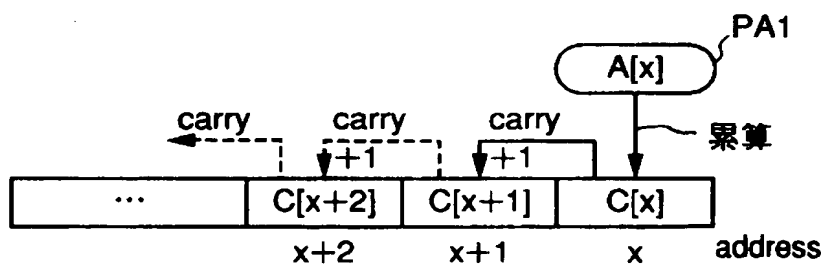 PA1
A[x]
carry carry carry
累算
+1 +1
… C[x+2] C[x+1] C[x]
x+2 x+1 x address